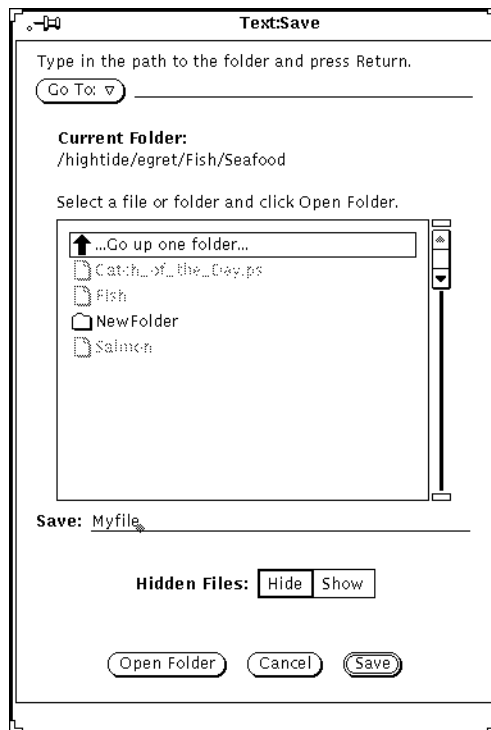 Text:Save
Type in the path to the folder and press Return.
Go To:
Current Folder:
/hightide/egret/Fish/Seafood
Select a file or folder and click Open Folder.
...Go up one folder...
Catch_of_the_Day.ps
Fish
NewFolder
Salmon
Save: Myfile
Hidden Files: Hide Show
Open Folder Cancel Save